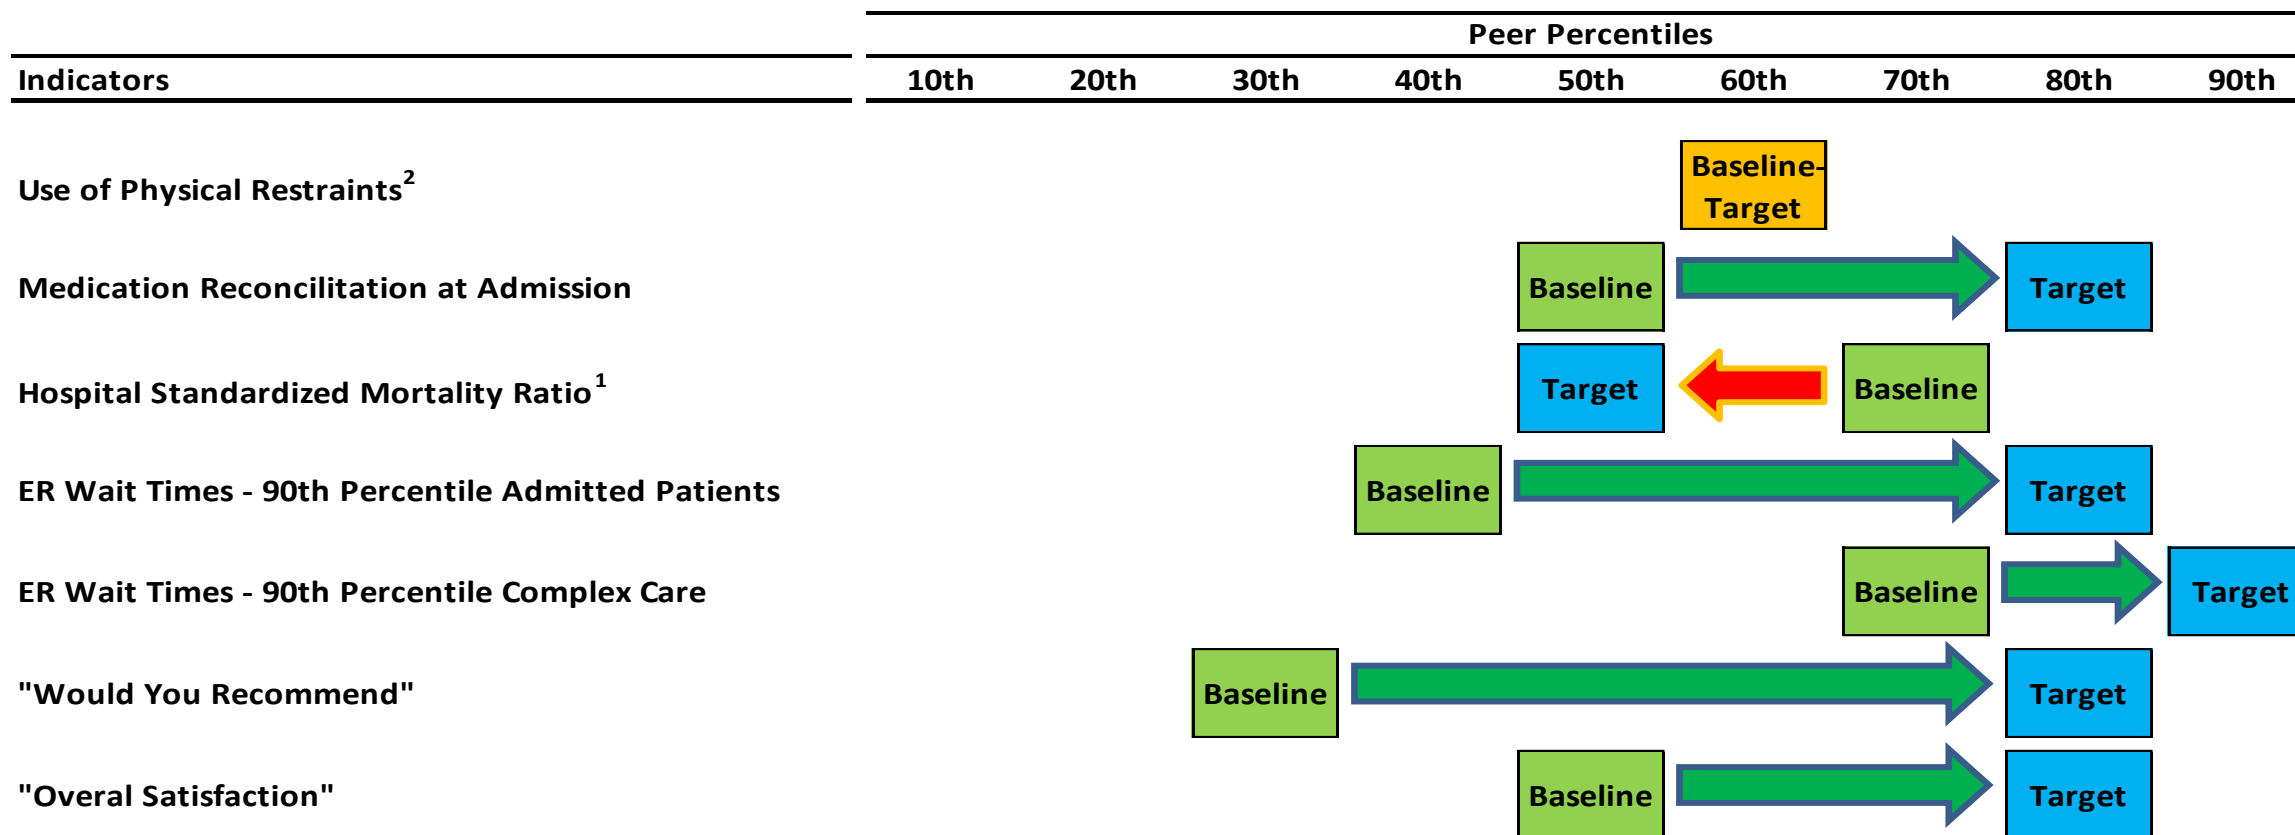 Peer Percentiles
Indicators 10th 20th 30th 40th 50th 60th 70th 80th 90th
Use of Physical Restraints2 Baseline-
Target
Medication Reconcilitation at Admission Baseline Target
Hospital Standardized Mortality Ratio1 Target Baseline
ER Wait Times - 90th Percentile Admitted Patients Baseline Target
ER Wait Times - 90th Percentile Complex Care Baseline Target
"Would You Recommend" Baseline Target
"Overal Satisfaction" Baseline Target